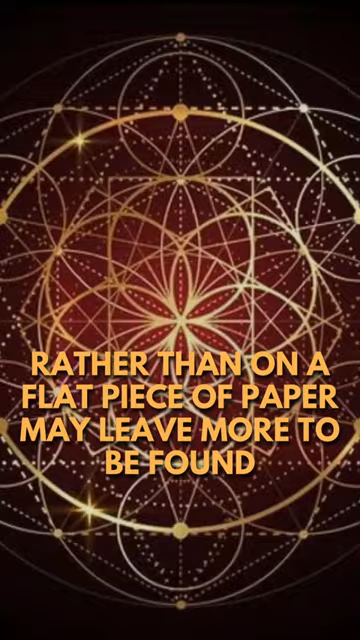 RATHER THAN ON A
FLAT PIECE OF PAPER
MAY LEAVE MORE TO
BE FOUND